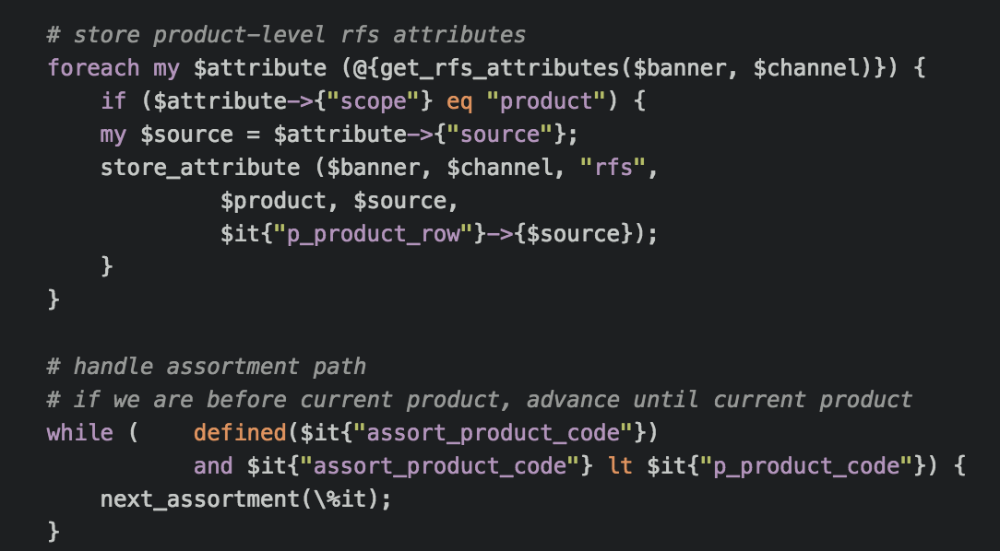 # store product-level rfs attributes
foreach my $attribute (@{get_rfs_attributes($banner, $channel)}) {
    if ($attribute->{"scope"} eq "product") {
    my $source = $attribute->{"source"};
    store_attribute ($banner, $channel, "rfs",
             $product, $source,
             $it{"p_product_row"}->{$source});
    }
}

# handle assortment path
# if we are before current product, advance until current product
while (    defined($it{"assort_product_code"})
           and $it{"assort_product_code"} lt $it{"p_product_code"}) {
    next_assortment(\%it);
}